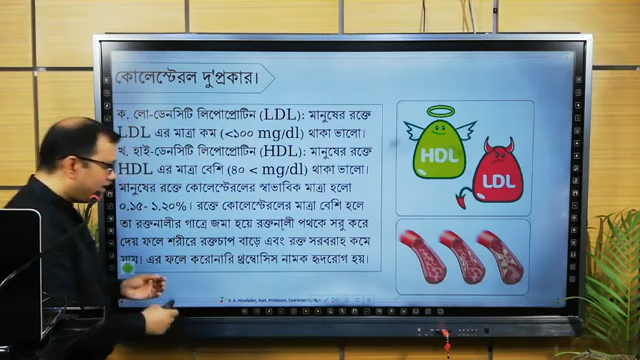 কোলেস্টেরল দু'প্রকার।
ক. লো-ডেনসিটি লিপোপ্রোটিন (LDL): মানুষের রক্তে
LDL এর মাত্রা কম (<১০০ mg/dl) থাকা ভালো।
খ. হাই-ডেনসিটি লিপোপ্রোটিন (HDL): মানুষের রক্তে
HDL এর মাত্রা বেশি (৪০ < mg/dl) থাকা ভালো।
মানুষের রক্তে কোলেস্টেরলের স্বাভাবিক মাত্রা হলো
০.১৫- ১.২০%। রক্তে কোলেস্টেরলের মাত্রা বেশি হলে
তা রক্তনালীর গাত্রে জমা হয়ে রক্তনালী পথকে সরু করে
দেয় ফলে শরীরে রক্তচাপ বাড়ে এবং রক্ত সরবরাহ কমে
যায়। এর ফলে করোনারি থ্রম্বোসিস নামক হৃদরোগ হয়।
HDL
LDL
Asst. Professor,